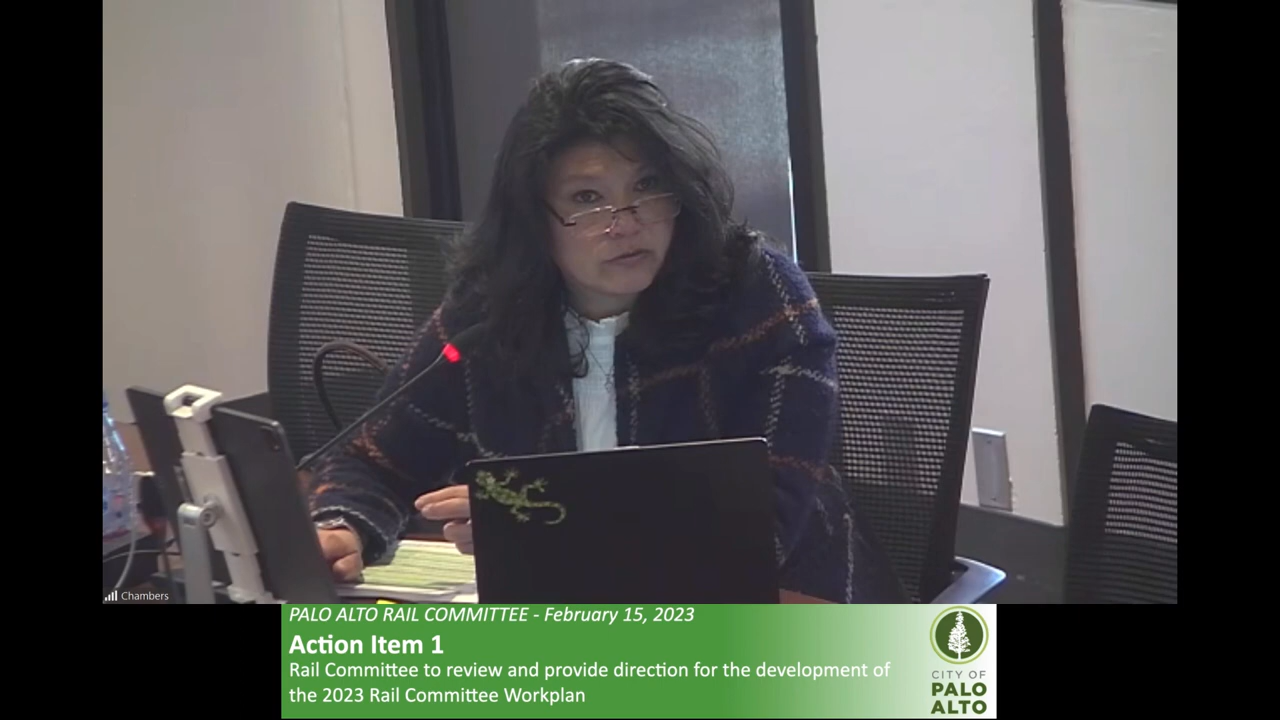 Chambers
PALO ALTO RAIL COMMITTEE - February 15, 2023
Action Item 1
Rail Committee to review and provide direction for the development of
the 2023 Rail Committee Workplan
CITY OF
PALO
ALTO